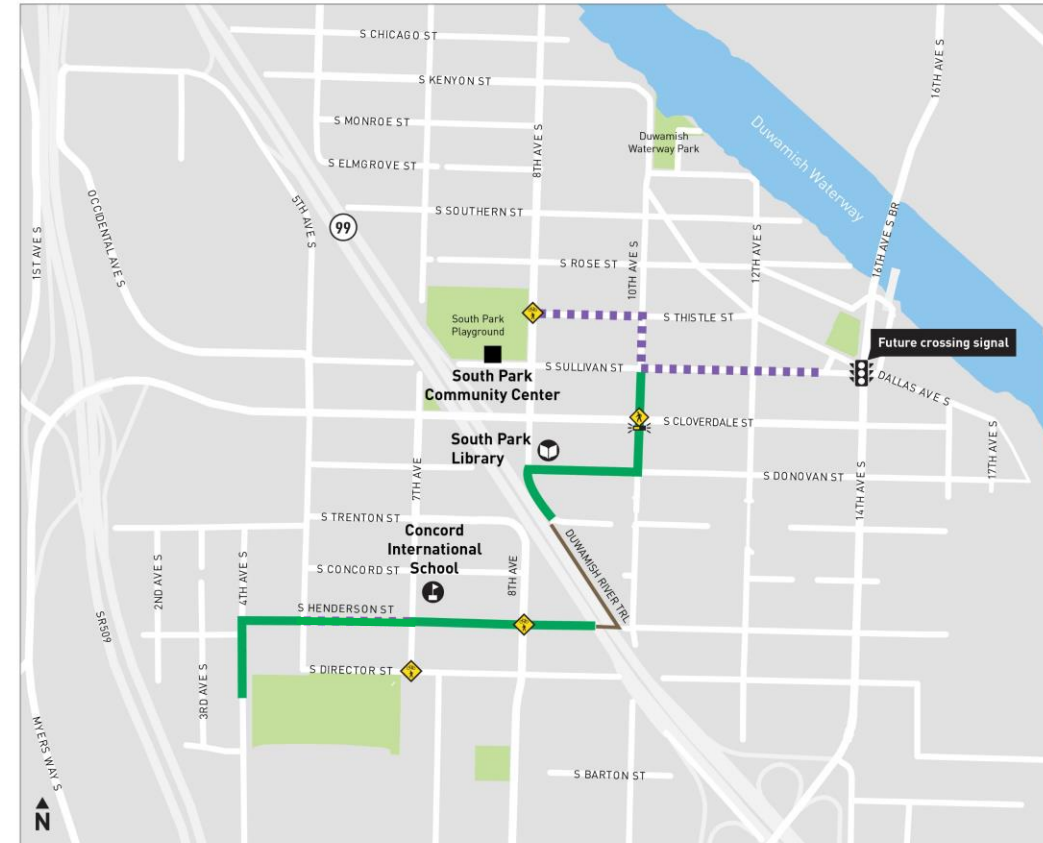 S CHICAGO ST
S KENYON ST
16TH AVE S
S MONROE ST
Duwamish
Waterway Park
Duwamish Waterway
8TH AVE S
S ELMGROVE ST
5TH AVE S
OCCIDENTAL AVE S
1ST AVE S
99
S SOUTHERN ST
16TH AVE S BR
12TH AVE S
10TH AVE S
S ROSE ST
South Park
Playground
S THISTLE ST
Future crossing signal
South Park
Community Center
S SULLIVAN ST
DALLAS AVE S
S CLOVERDALE ST
South Park
Library
7TH AVE
S DONOVAN ST
14TH AVE S
17TH AVE S
S TRENTON ST
Concord
International
School
DUWAMISH RIVER TRL
2ND AVE S
4TH AVE S
S CONCORD ST
8TH AVE
S HENDERSON ST
SR509
3RD AVE S
S DIRECTOR ST
MYERS WAY S
S BARTON ST
N